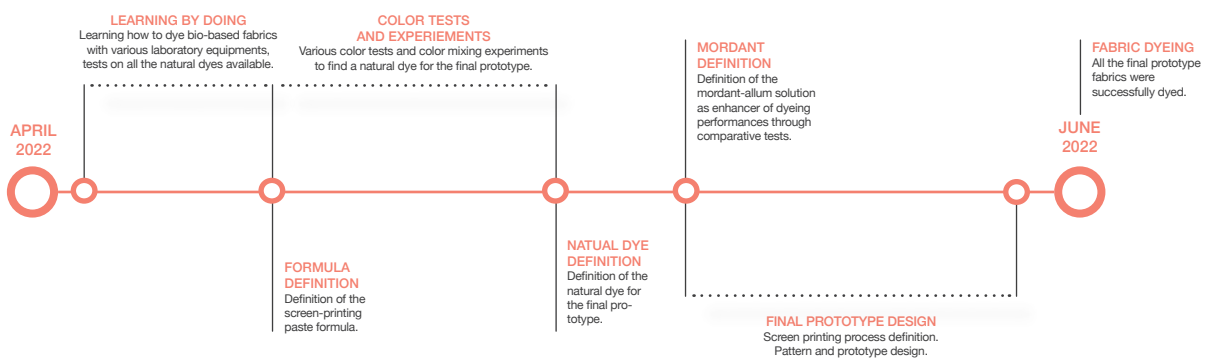 APRIL
2022
LEARNING BY DOING
Learning how to dye bio-based fabrics
with various laboratory equipments,
tests on all the natural dyes available.
COLOR TESTS
AND EXPERIEMENTS
Various color tests and color mixing experiments
to find a natural dye for the final prototype.
FORMULA
DEFINITION
Definition of the
screen-printing
paste formula.
NATUAL DYE
DEFINITION
Definition of the
natural dye for
the final pro-
totype.
MORDANT
DEFINITION
Definition of the
mordant-allum solution
as enhancer of dyeing
performances through
comparative tests.
FINAL PROTOTYPE DESIGN
Screen printing process definition.
Pattern and prototype design.
FABRIC DYEING
All the final prototype
fabrics were
successfully dyed.
JUNE
2022